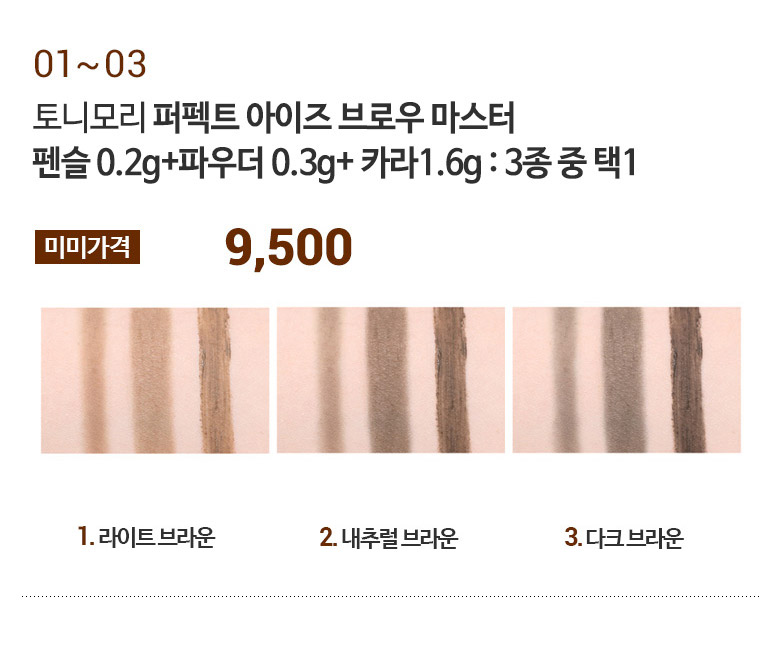 01~03
토니모리 퍼펙트 아이즈 브로우 마스터
펜슬 0.2g+파우더 0.3g+ 카라1.6g : 3종 중 택1
미미가격 9,500
1. 라이트 브라운 2. 내추럴 브라운 3. 다크 브라운